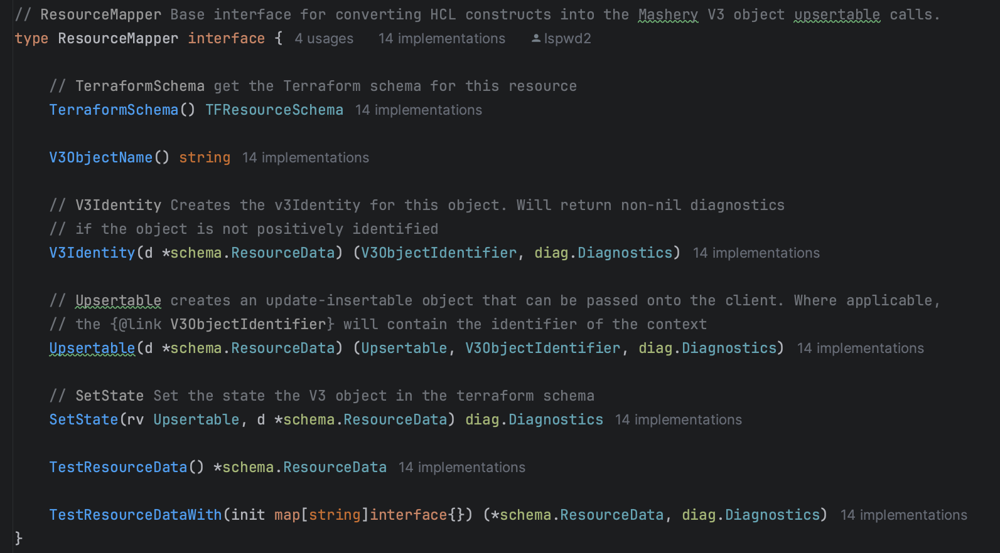 // ResourceMapper Base interface for converting HCL constructs into the Mashery V3 object upsertable calls.
type ResourceMapper interface { 4 usages 14 implementations lspwd2
// TerraformSchema get the Terraform schema for this resource
TerraformSchema() TFResourceSchema 14 implementations
V3ObjectName() string 14 implementations
// V3Identity Creates the v3Identity for this object. Will return non-nil diagnostics
// if the object is not positively identified
V3Identity(d *schema.ResourceData) (V3ObjectIdentifier, diag.Diagnostics) 14 implementations
// Upsertable creates an update-insertable object that can be passed onto the client. Where applicable,
// the {@link V3ObjectIdentifier} will contain the identifier of the context
Upsertable(d *schema.ResourceData) (Upsertable, V3ObjectIdentifier, diag.Diagnostics) 14 implementations
// SetState Set the state the V3 object in the terraform schema
SetState(rv Upsertable, d *schema.ResourceData) diag.Diagnostics 14 implementations
TestResourceData() *schema.ResourceData 14 implementations
TestResourceDataWith(init map[string]interface{}) (*schema.ResourceData, diag.Diagnostics) 14 implementations
}